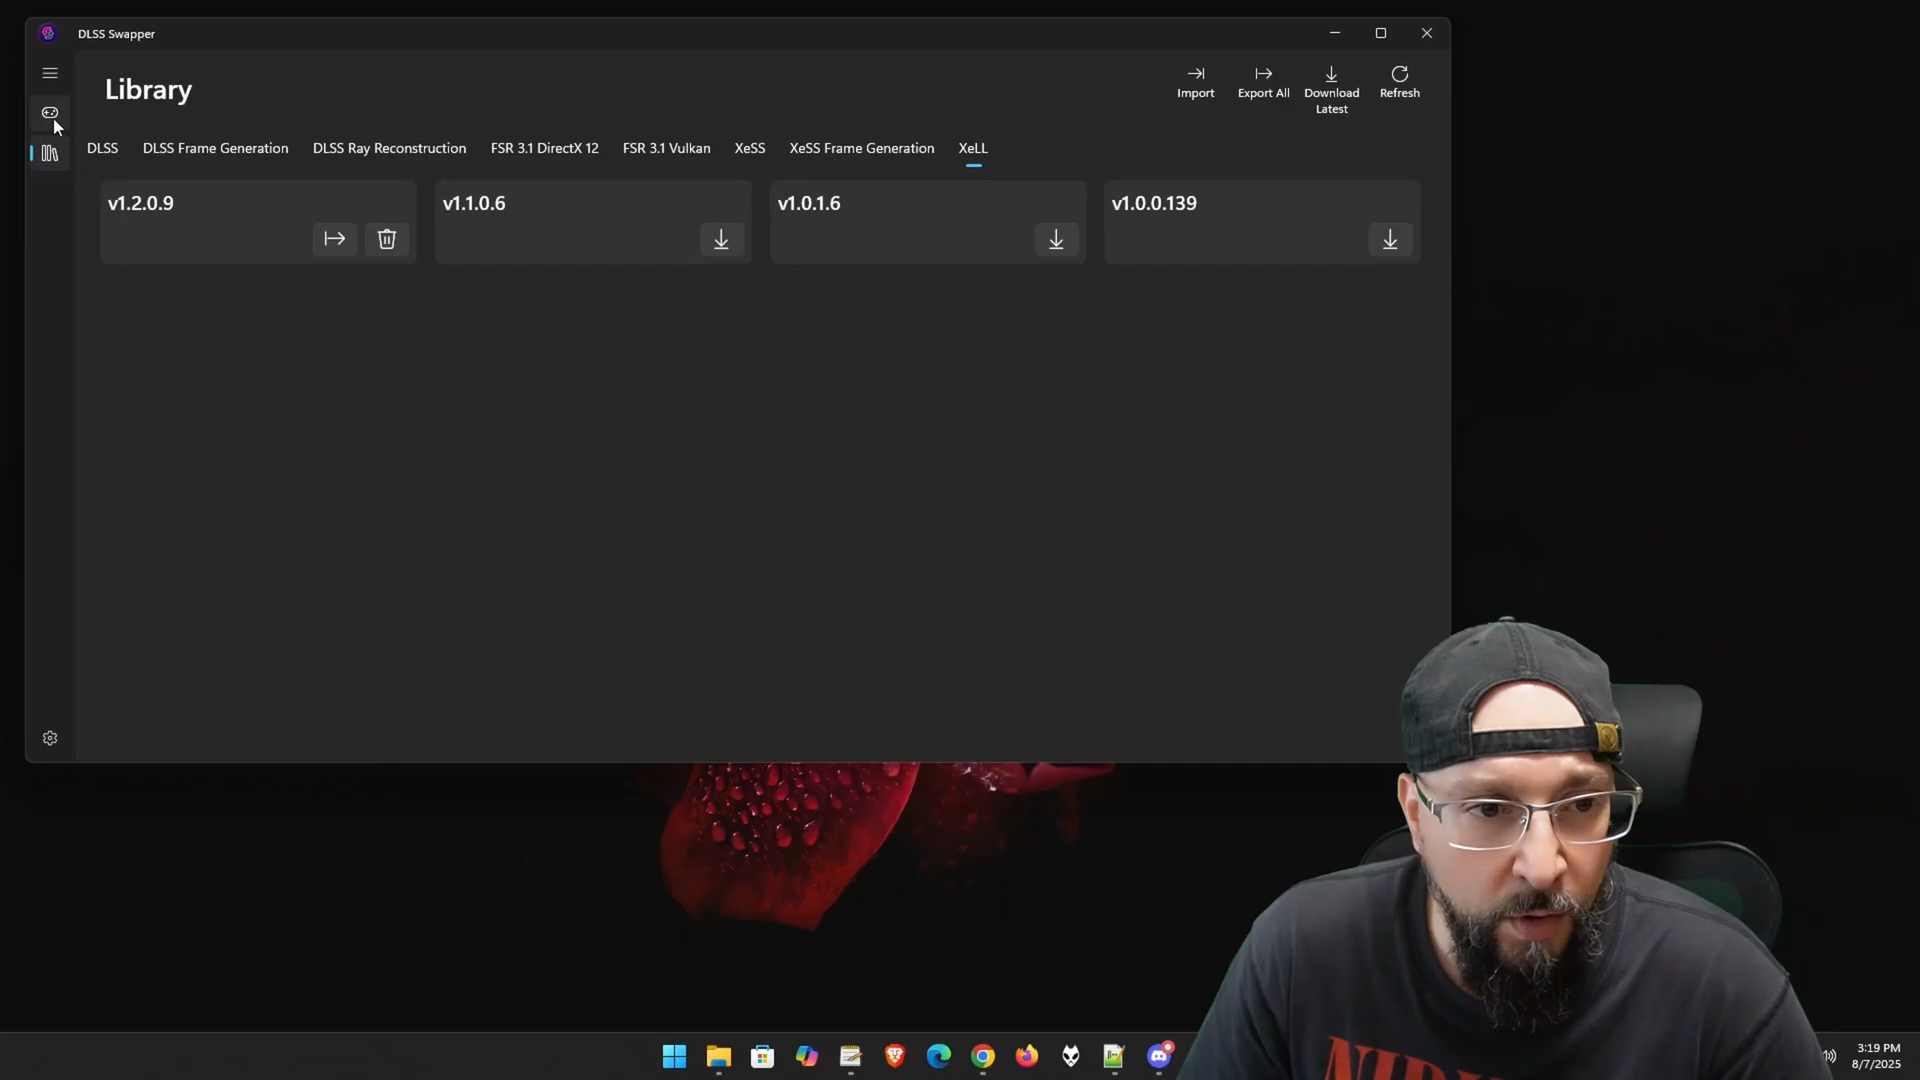 DLSS Swapper
Library
Import
Export All
Download
Latest
Refresh
DLSS
DLSS Frame Generation
DLSS Ray Reconstruction
FSR 3.1 DirectX 12
FSR 3.1 Vulkan
XeSS
XeSS Frame Generation
XeLL
v1.2.0.9
v1.1.0.6
v1.0.1.6
v1.0.0.139
3:19 PM
8/7/2025